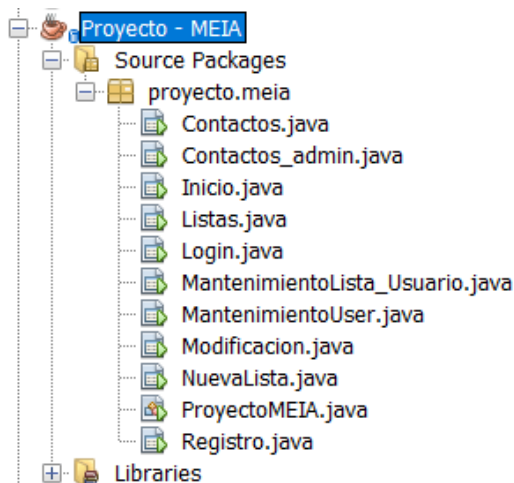 Proyecto - MEIA
Source Packages
proyecto.meia
Contactos.java
Contactos_admin.java
Inicio.java
Listas.java
Login.java
MantenimientoLista_Usuario.java
MantenimientoUser.java
Modificacion.java
NuevaLista.java
ProyectoMEIA.java
Registro.java
Libraries